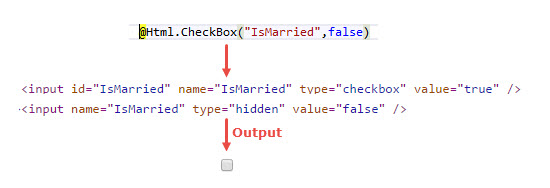 @Html.CheckBox("IsMarried",false)
<input id="IsMarried" name="IsMarried" type="checkbox" value="true" />
<input name="IsMarried" type="hidden" value="false" />
Output